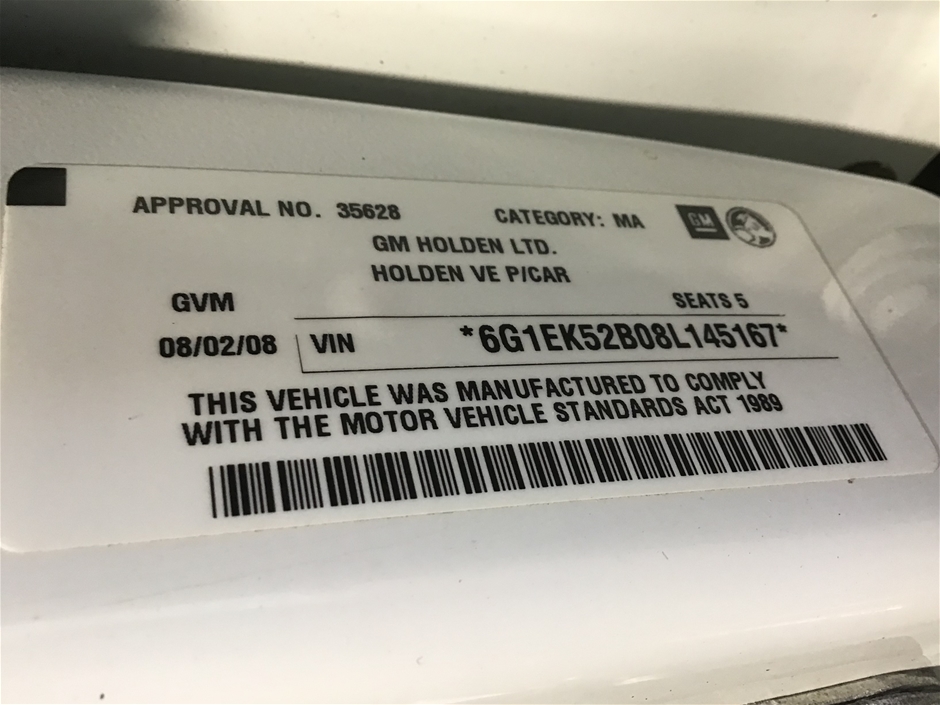 APPROVAL NO. 35628 CATEGORY: MA GM
GM HOLDEN LTD.
HOLDEN VE P/CAR
GVM SEATS 5
08/02/08 VIN *6G1EK52B08L145167*
THIS VEHICLE WAS MANUFACTURED TO COMPLY
WITH THE MOTOR VEHICLE STANDARDS ACT 1989